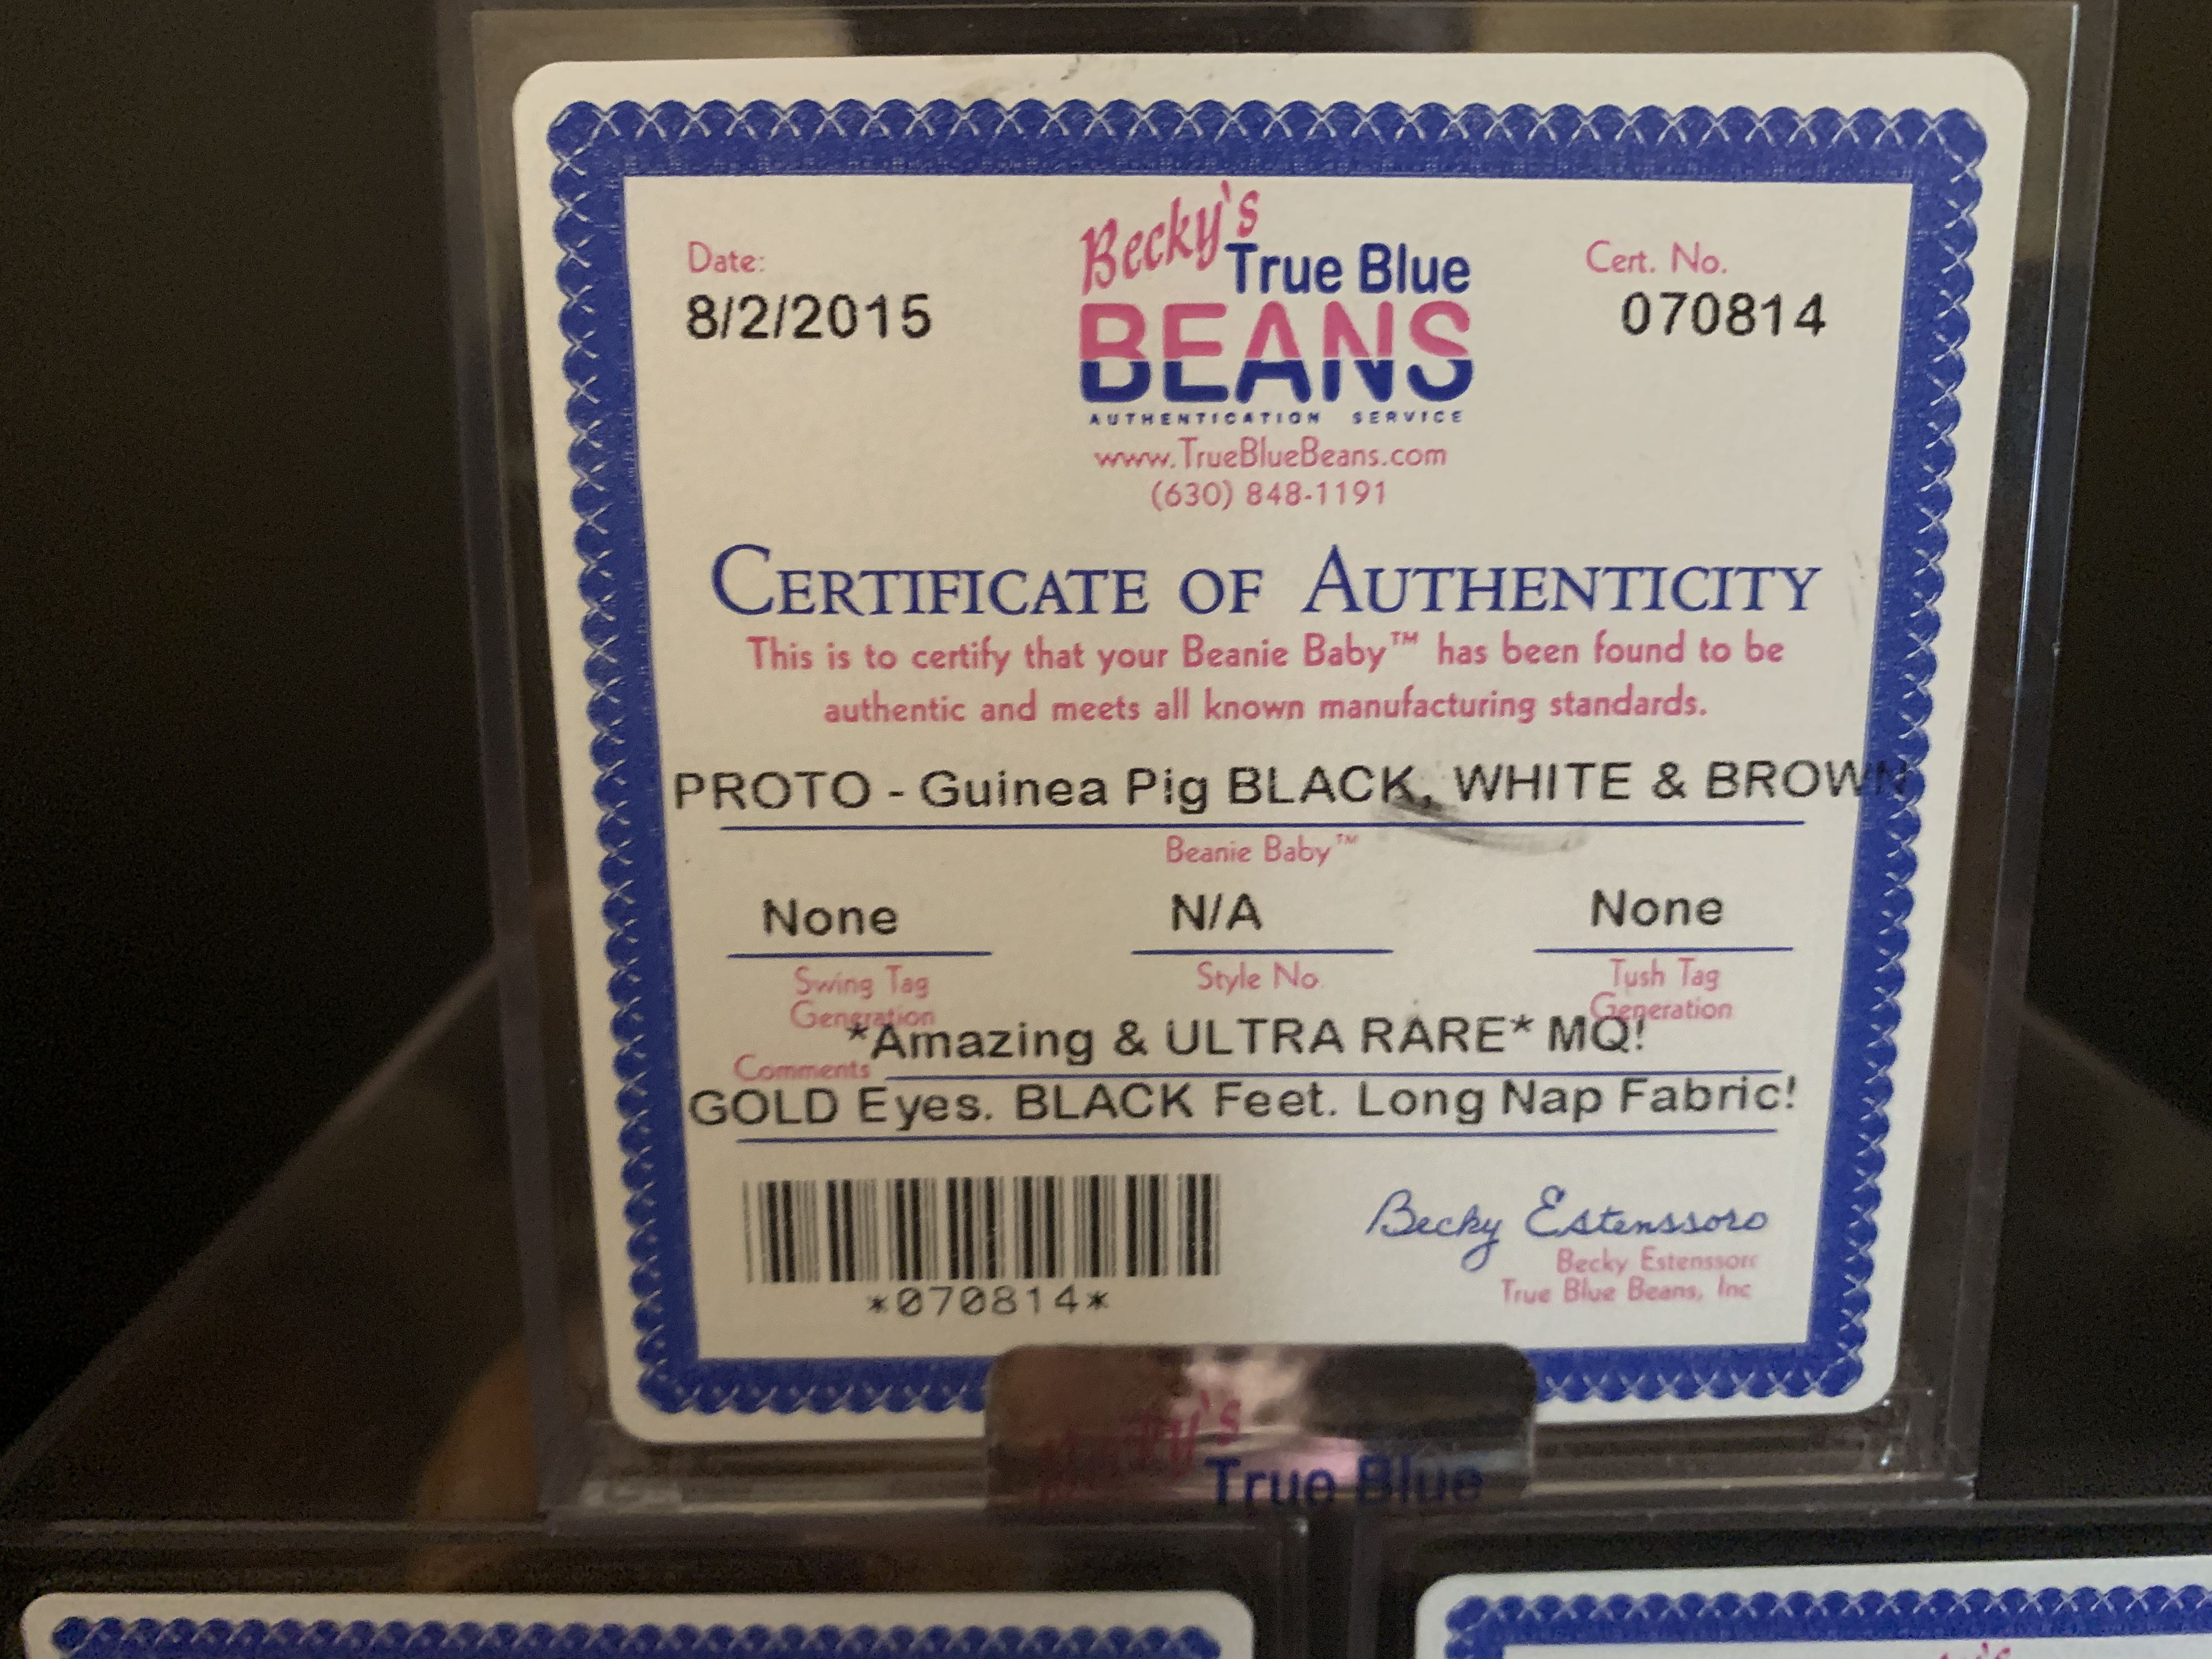 Date:
8/2/2015
Becky's
True Blue
BEANS
AUTHENTICATION SERVICE
www.TrueBlueBeans.com
(630) 848-1191
Cert. No.
070814
CERTIFICATE OF AUTHENTICITY
This is to certify that your Beanie Baby™ has been found to be
authentic and meets all known manufacturing standards.
PROTO - Guinea Pig BLACK, WHITE & BROWN
Beanie Baby™
None
Swing Tag
Generation
N/A
Style No
None
Tush Tag
Generation
Comments
*Amazing & ULTRA RARE* MQ!
GOLD Eyes. BLACK Feet. Long Nap Fabric!
*070814*
Becky Estenssoro
Becky Estenssoro
True Blue Beans, Inc
Becky's
True Blue